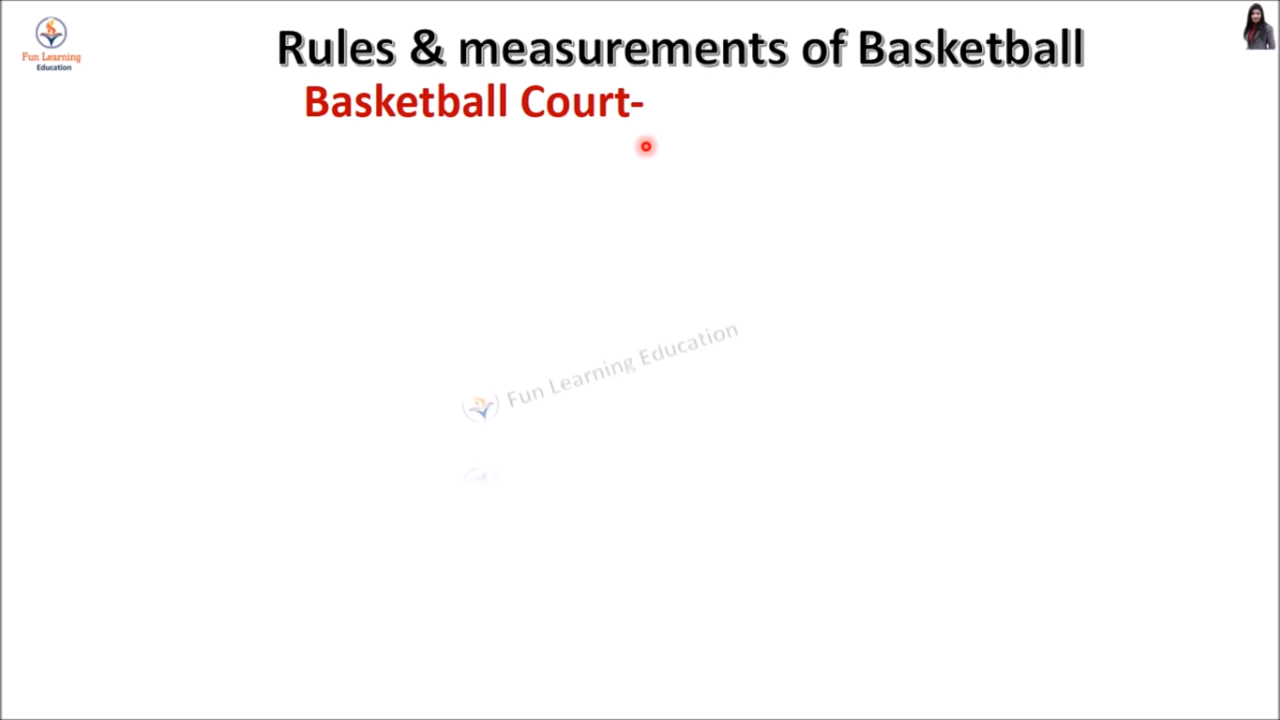 Rules & measurements of Basketball
Fun Learning
Education
Basketball Court-
Fun Learning Education